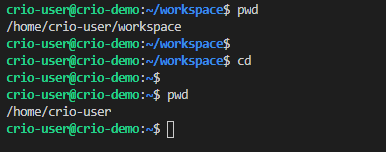 crio-user@crio-demo:~/workspace$ pwd
/home/crio-user/workspace
crio-user@crio-demo:~/workspace$
crio-user@crio-demo:~/workspace$ cd
crio-user@crio-demo:~$
crio-user@crio-demo:~$ pwd
/home/crio-user
crio-user@crio-demo:~$